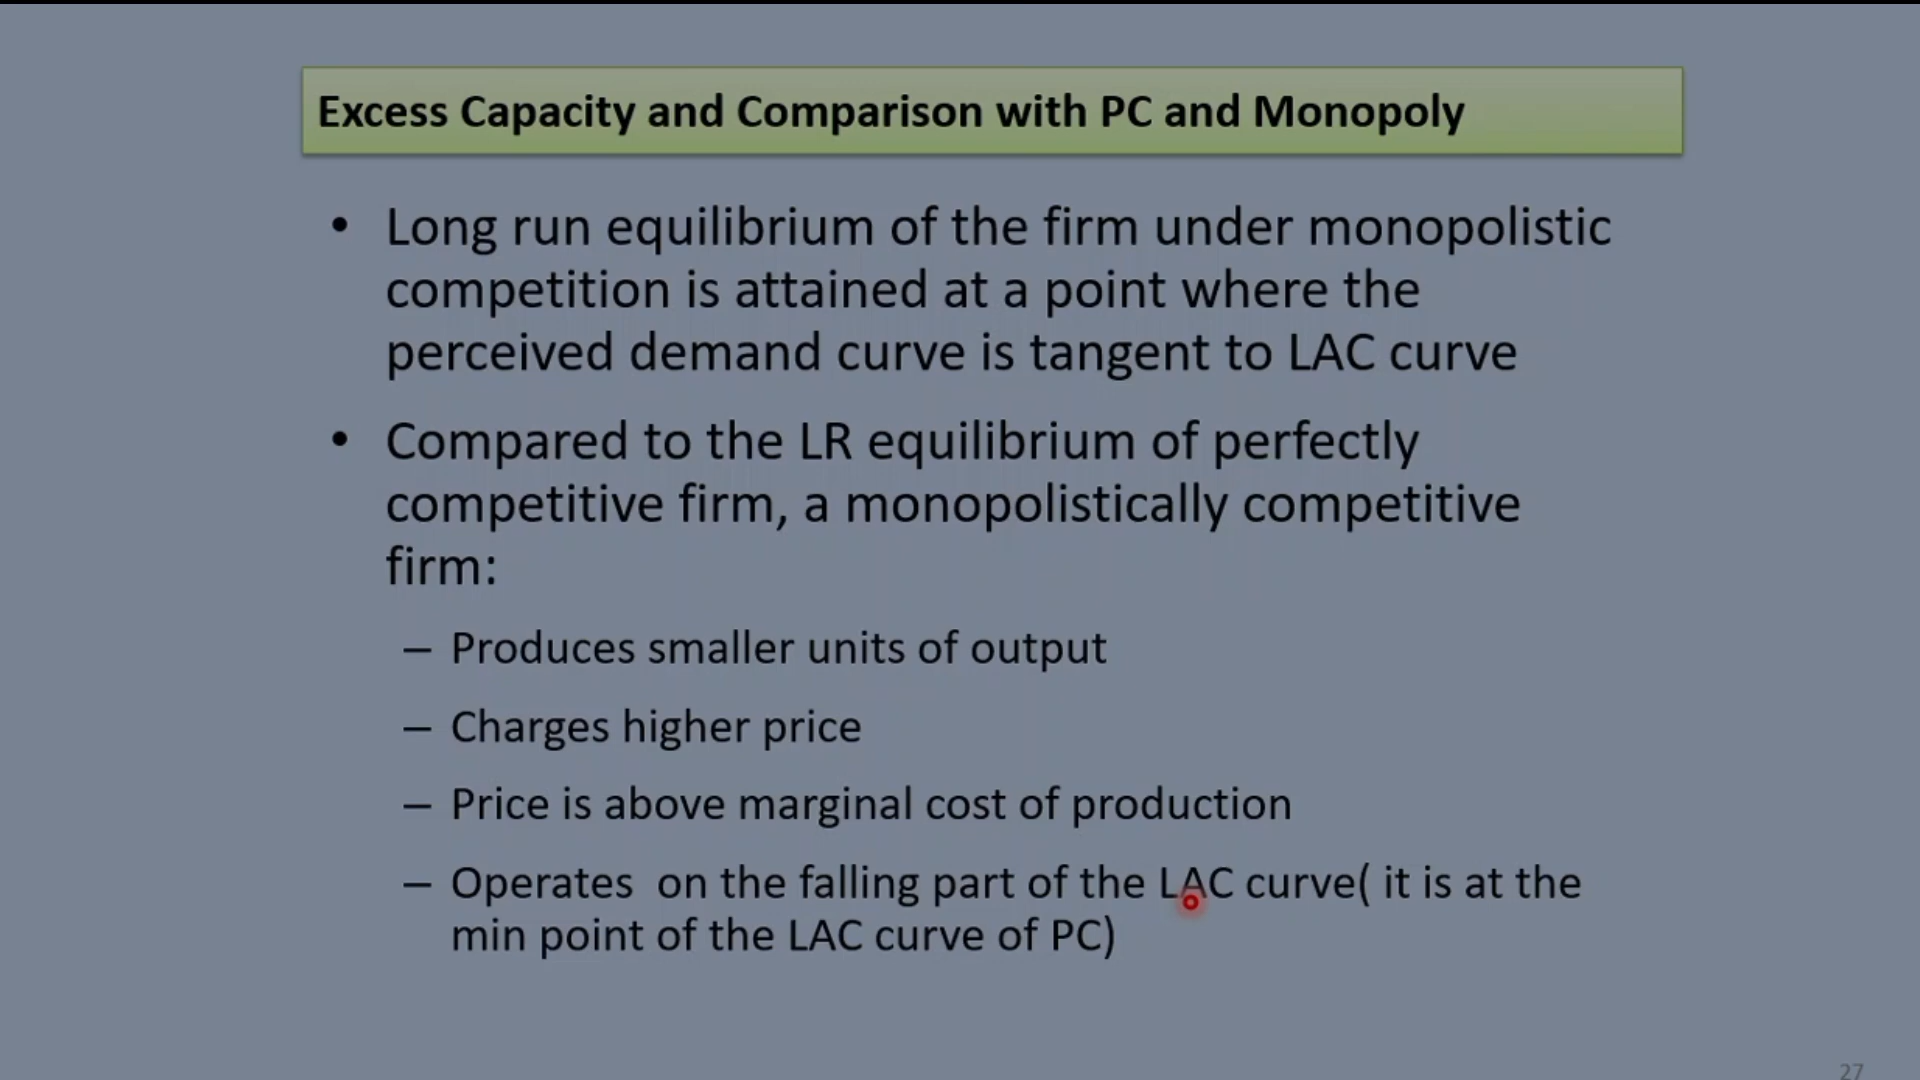 Excess Capacity and Comparison with PC and Monopoly
• Long run equilibrium of the firm under monopolistic
competition is attained at a point where the
perceived demand curve is tangent to LAC curve
• Compared to the LR equilibrium of perfectly
competitive firm, a monopolistically competitive
firm:
– Produces smaller units of output
– Charges higher price
– Price is above marginal cost of production
– Operates  on the falling part of the LAC curve( it is at the
min point of the LAC curve of PC)
27